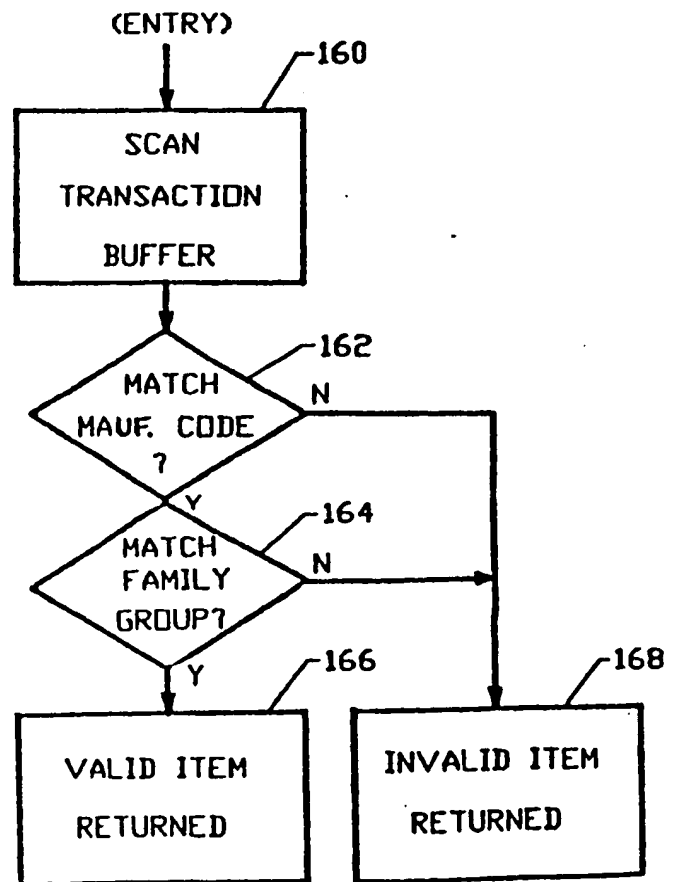 (ENTRY)
160
SCAN
TRANSACTION
BUFFER
162
MATCH
MAUF. CODE
?
N
Y
164
MATCH
FAMILY
GROUP?
N
Y
166
VALID ITEM
RETURNED
168
INVALID ITEM
RETURNED